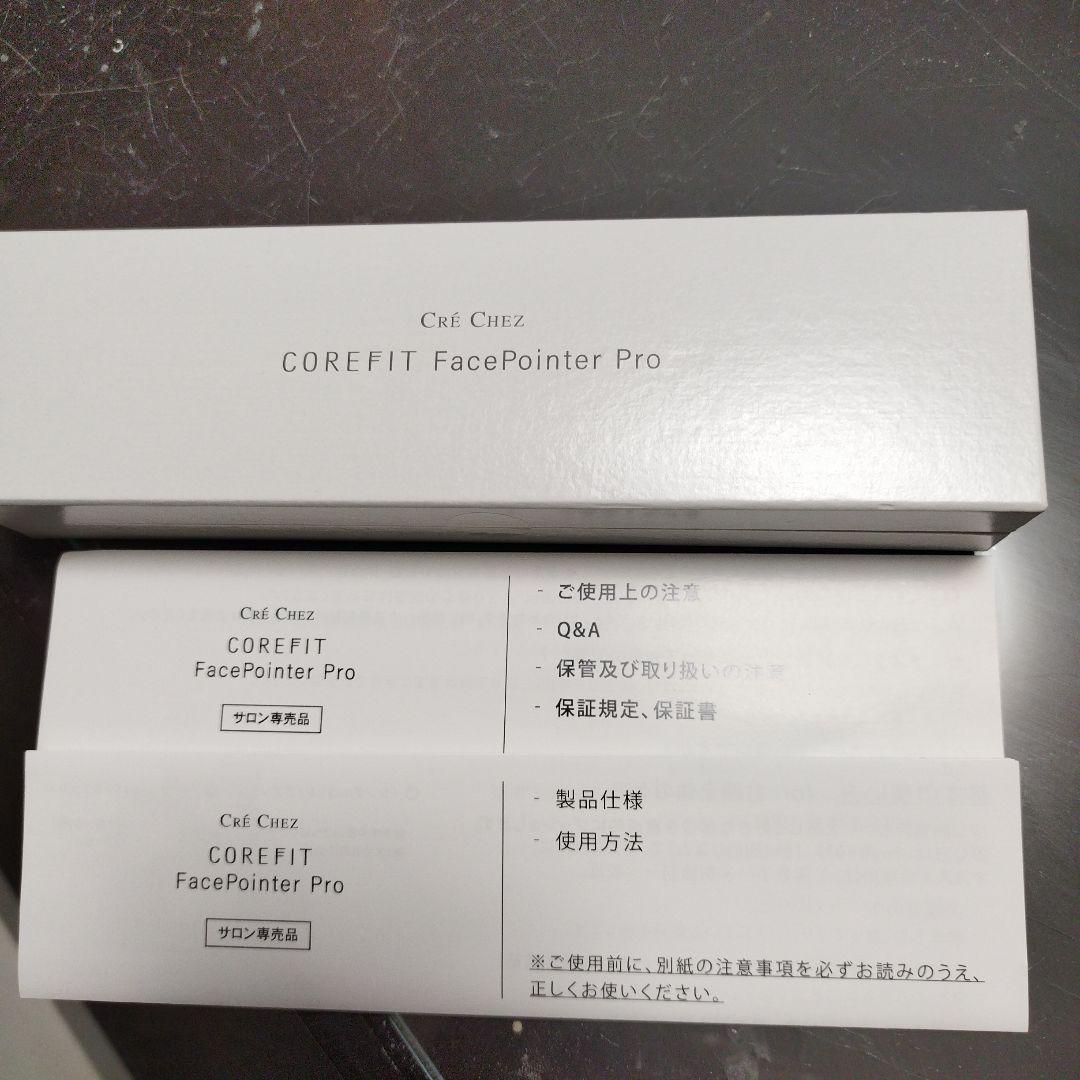 CRÉ CHEZ
COREFIT FacePointer Pro
CRÉ CHEZ
COREFIT
FacePointer Pro
サロン専売品
- ご使用上の注意
- Q&A
- 保管及び取り扱いの注意
- 保証規定、保証書
CRÉ CHEZ
COREFIT
FacePointer Pro
サロン専売品
- 製品仕様
- 使用方法
※ご使用前に、別紙の注意事項を必ずお読みのうえ、
正しくお使いください。